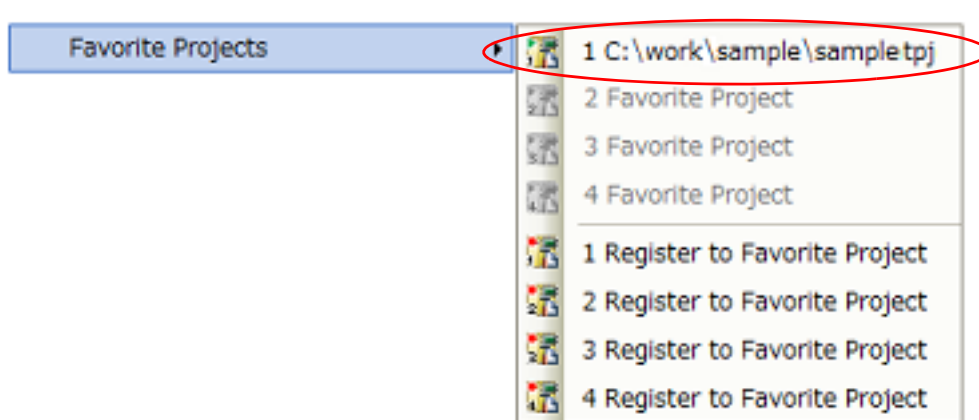 Favorite Projects
1 C:\work\sample\sample tpj
2 Favorite Project
3 Favorite Project
4 Favorite Project
1 Register to Favorite Project
2 Register to Favorite Project
3 Register to Favorite Project
4 Register to Favorite Project